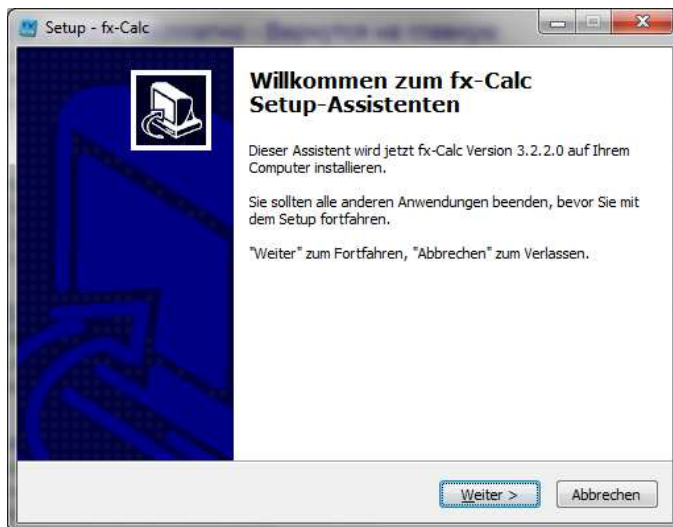 Setup - fx-Calc
Willkommen zum fx-Calc
Setup-Assistenten
Dieser Assistent wird jetzt fx-Calc Version 3.2.2.0 auf Ihrem
Computer installieren.
Sie sollten alle anderen Anwendungen beenden, bevor Sie mit
dem Setup fortfahren.
"Weiter" zum Fortfahren, "Abbrechen" zum Verlassen.
Weiter >
Abbrechen